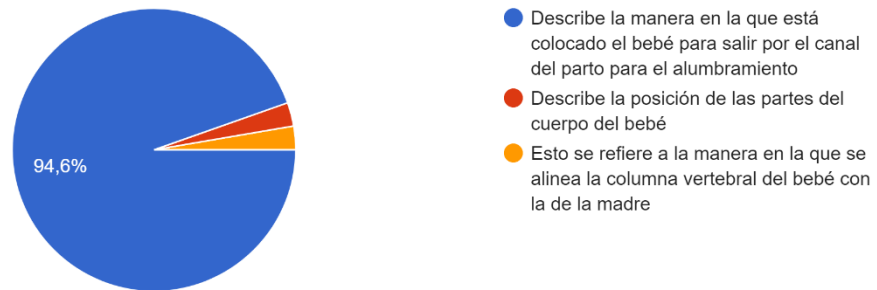 94,6%
Describe la manera en la que está
colocado el bebé para salir por el canal
del parto para el alumbramiento
Describe la posición de las partes del
cuerpo del bebé
Esto se refiere a la manera en la que se
alinea la columna vertebral del bebé con
la de la madre